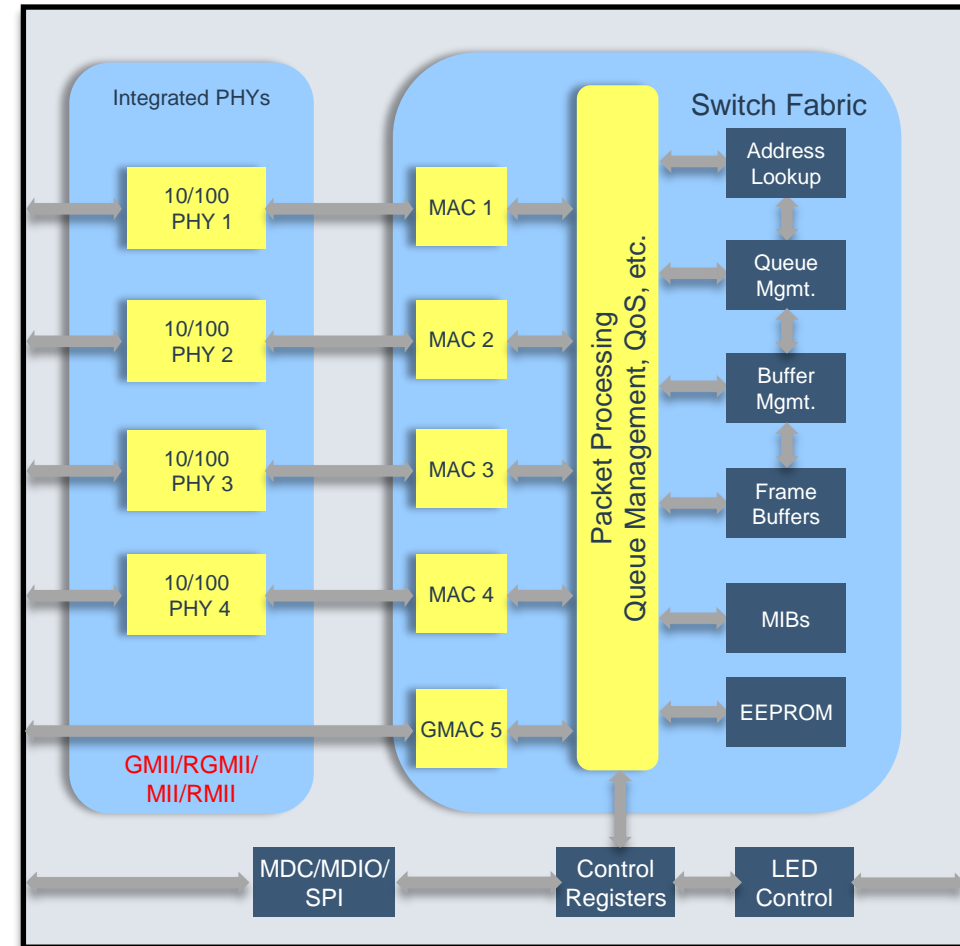 Integrated PHYs
Switch Fabric
10/100
PHY 1
MAC 1
10/100
PHY 2
MAC 2
10/100
PHY 3
MAC 3
10/100
PHY 4
MAC 4
GMAC 5
GMII/RGMII/
MII/RMII
Packet Processing
Queue Management, QoS, etc.
Address
Lookup
Queue
Mgmt.
Buffer
Mgmt.
Frame
Buffers
MIBs
EEPROM
MDC/MDIO/
SPI
Control
Registers
LED
Control